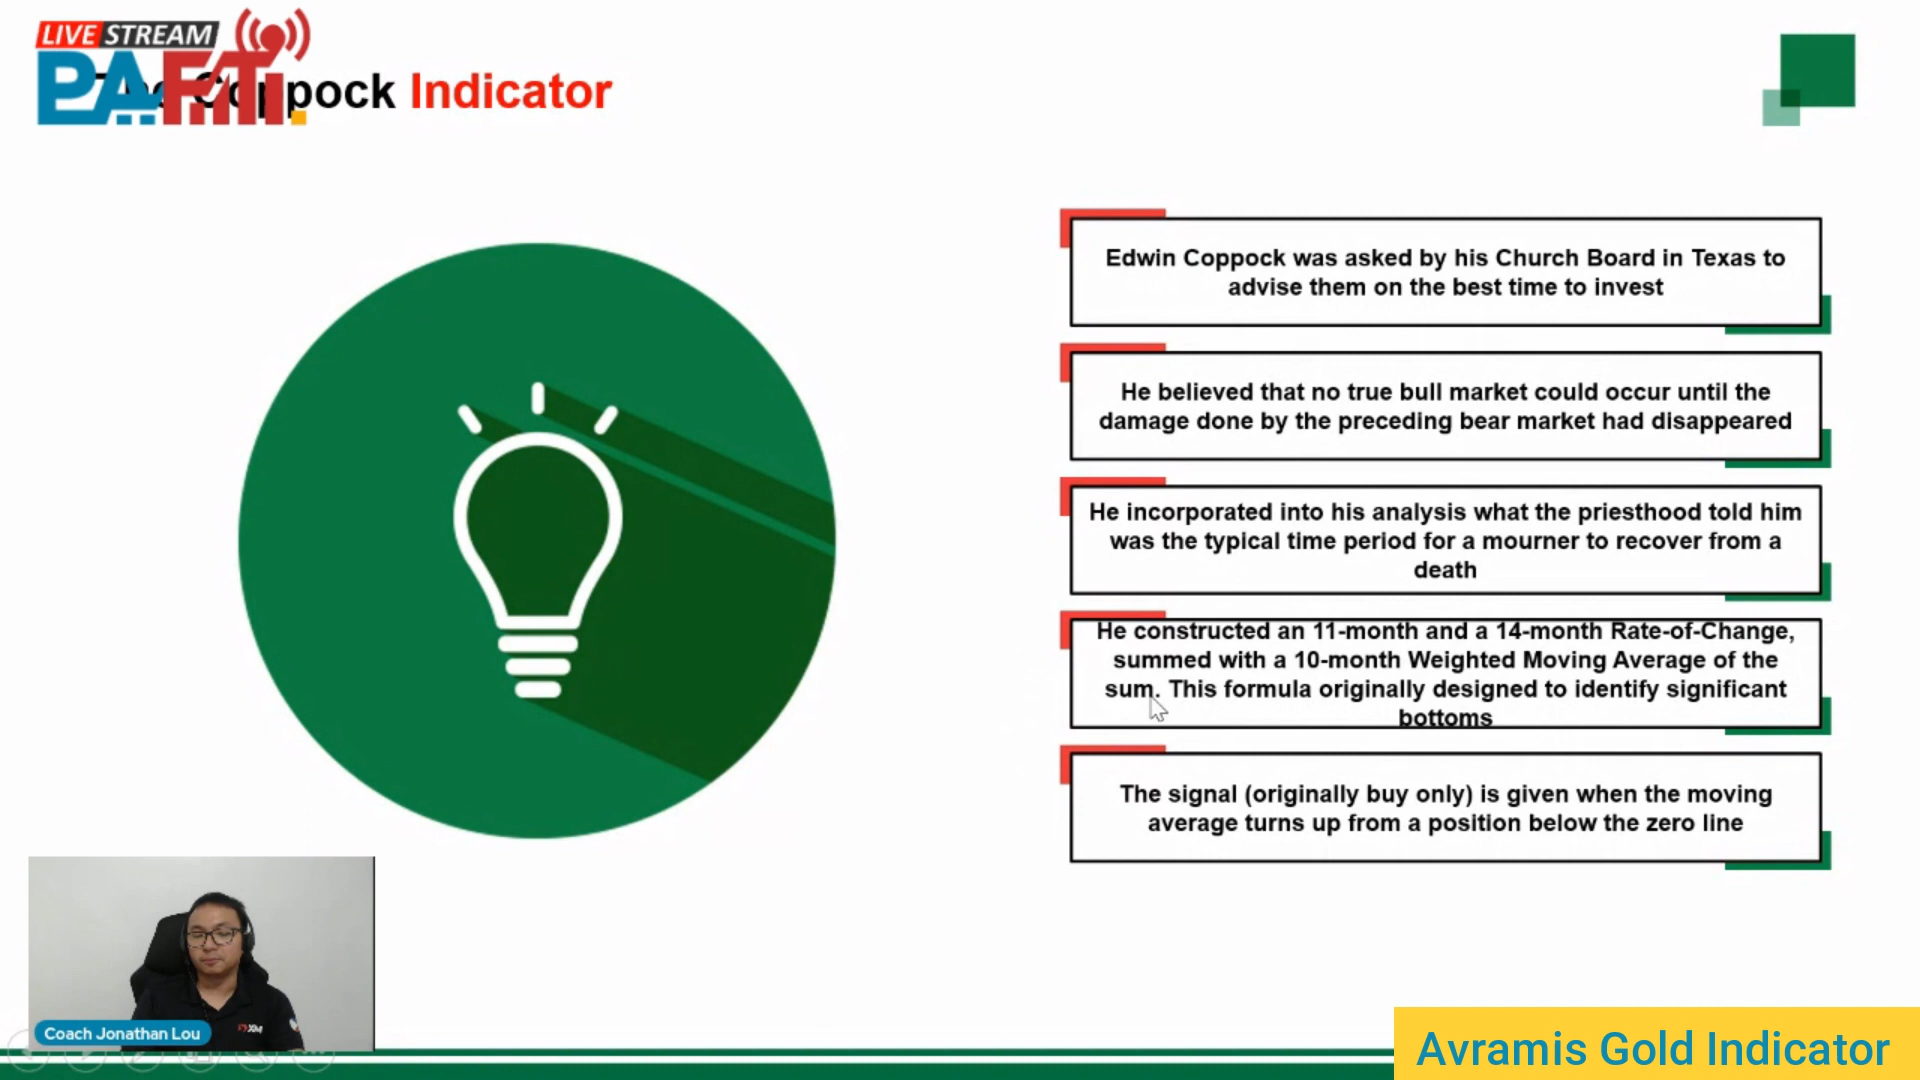 LIVE STREAM
PAFTI.
The Coppock Indicator
Edwin Coppock was asked by his Church Board in Texas to
advise them on the best time to invest
He believed that no true bull market could occur until the
damage done by the preceding bear market had disappeared
He incorporated into his analysis what the priesthood told him
was the typical time period for a mourner to recover from a
death
He constructed an 11-month and a 14-month Rate-of-Change,
summed with a 10-month Weighted Moving Average of the
sum. This formula originally designed to identify significant
bottoms
The signal (originally buy only) is given when the moving
average turns up from a position below the zero line
XM
Coach Jonathan Lou
Avramis Gold Indicator